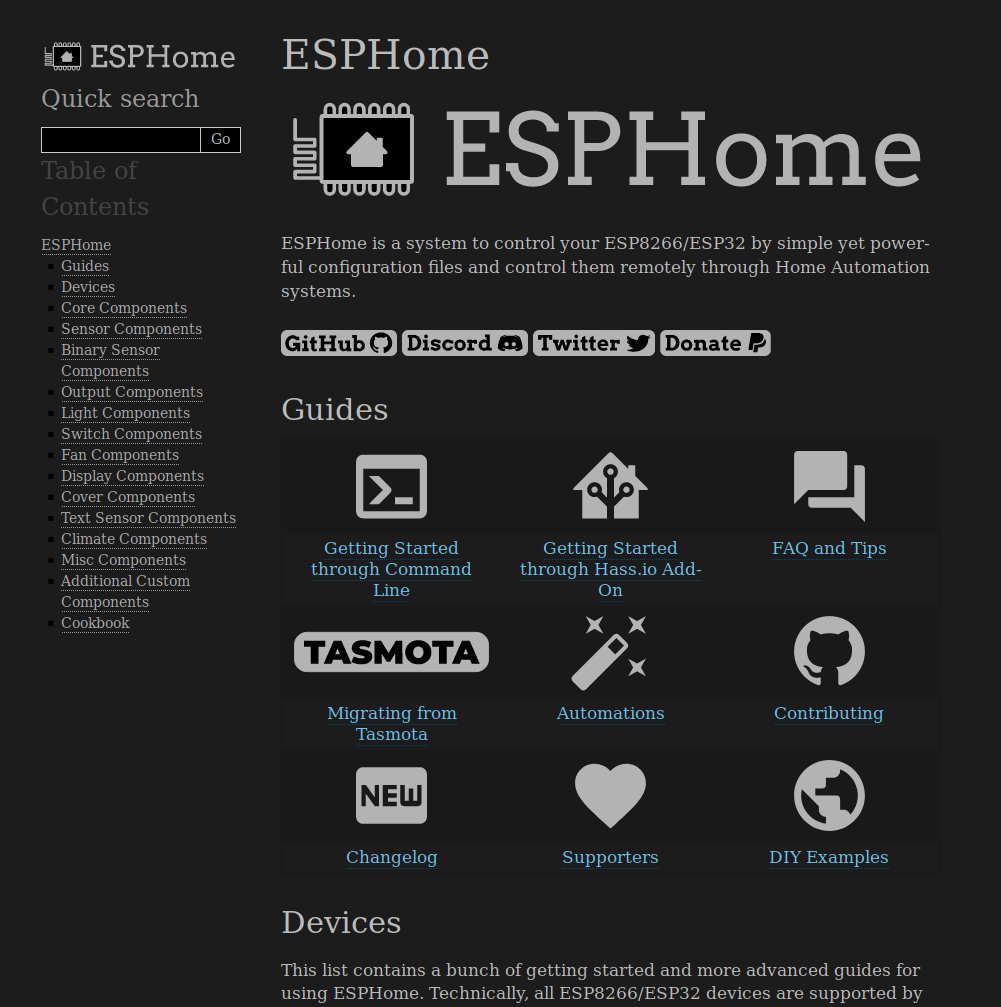 ESPHome
Quick search
Go
Table of
Contents
ESPHome
Guides
Devices
Core Components
Sensor Components
Binary Sensor
Components
Output Components
Light Components
Switch Components
Fan Components
Display Components
Cover Components
Text Sensor Components
Climate Components
Misc Components
Additional Custom
Components
Cookbook
ESPHome
ESPHome
ESPHome is a system to control your ESP8266/ESP32 by simple yet power-
ful configuration files and control them remotely through Home Automation
systems.
GitHub Discord Twitter Donate
Guides
Getting Started
through Command
Line
Getting Started
through Hass.io Add-
On
FAQ and Tips
TASMOTA
Migrating from
Tasmota
Automations
Contributing
NEW
Changelog
Supporters
DIY Examples
Devices
This list contains a bunch of getting started and more advanced guides for
using ESPHome. Technically, all ESP8266/ESP32 devices are supported by